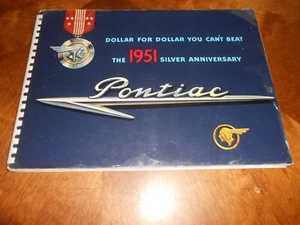 DOLLAR FOR DOLLAR YOU CAN'T BEAT
THE 1951 SILVER ANNIVERSARY
Pontiac